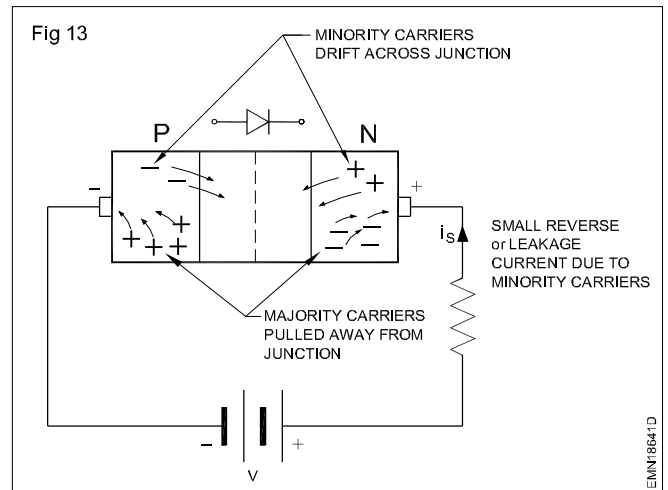 Fig 13
MINORITY CARRIERS
DRIFT ACROSS JUNCTION
P
N
-
+
iS
SMALL REVERSE
or LEAKAGE
CURRENT DUE TO
MINORITY CARRIERS
MAJORITY CARRIERS
PULLED AWAY FROM
JUNCTION
- +
V
EMN18641D